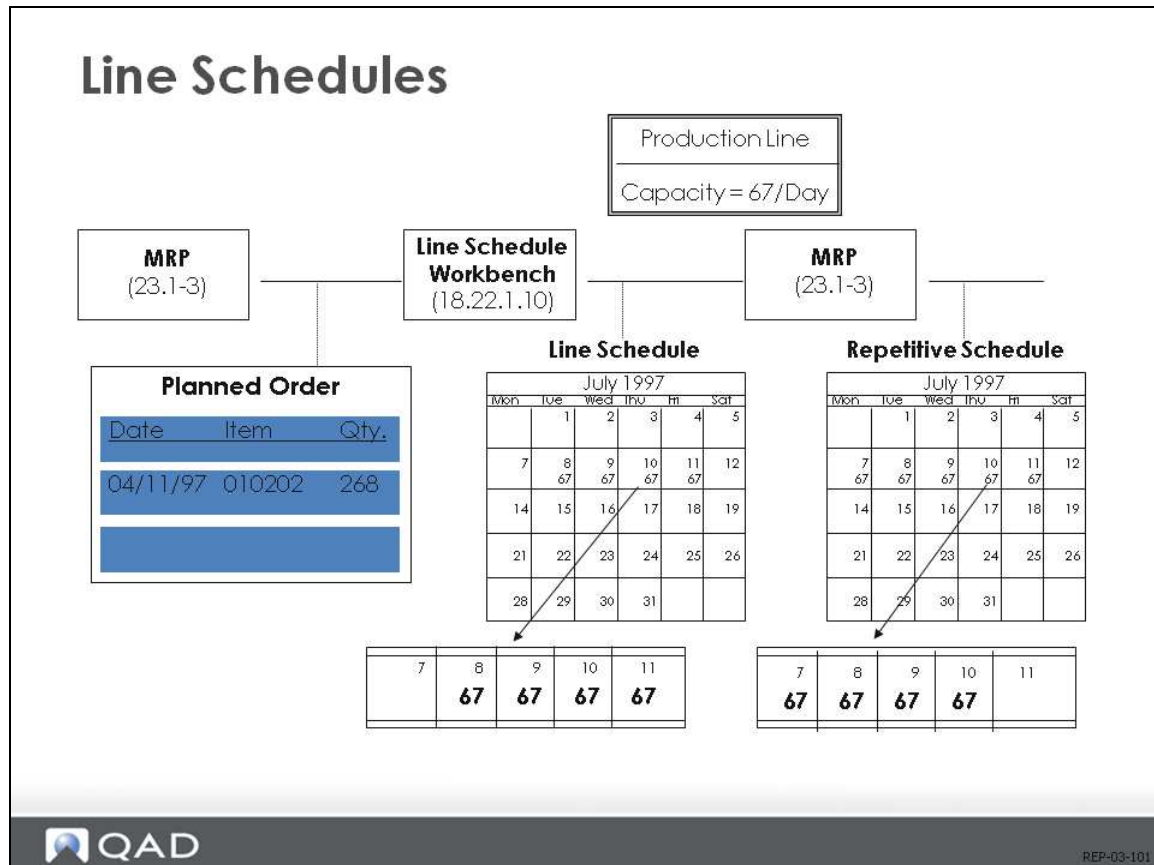 Line Schedules
Production Line
Capacity = 67/Day
MRP
(23.1-3)
Line Schedule
Workbench
(18.22.1.10)
MRP
(23.1-3)
Planned Order
Date Item Qty.
04/11/97 010202 268
Line Schedule
July 1997
Mon Tue Wed Thu Fri Sat
1 2 3 4 5
7 8 9 10 11 12
67 67 67 67
14 15 16 17 18 19
21 22 23 24 25 26
28 29 30 31
7 8 9 10 11
67 67 67 67
Repetitive Schedule
July 1997
Mon Tue Wed Thu Fri Sat
1 2 3 4 5
7 8 9 10 11 12
67 67 67 67 67
14 15 16 17 18 19
21 22 23 24 25 26
28 29 30 31
7 8 9 10 11
67 67 67 67
QAD
REP-03-101